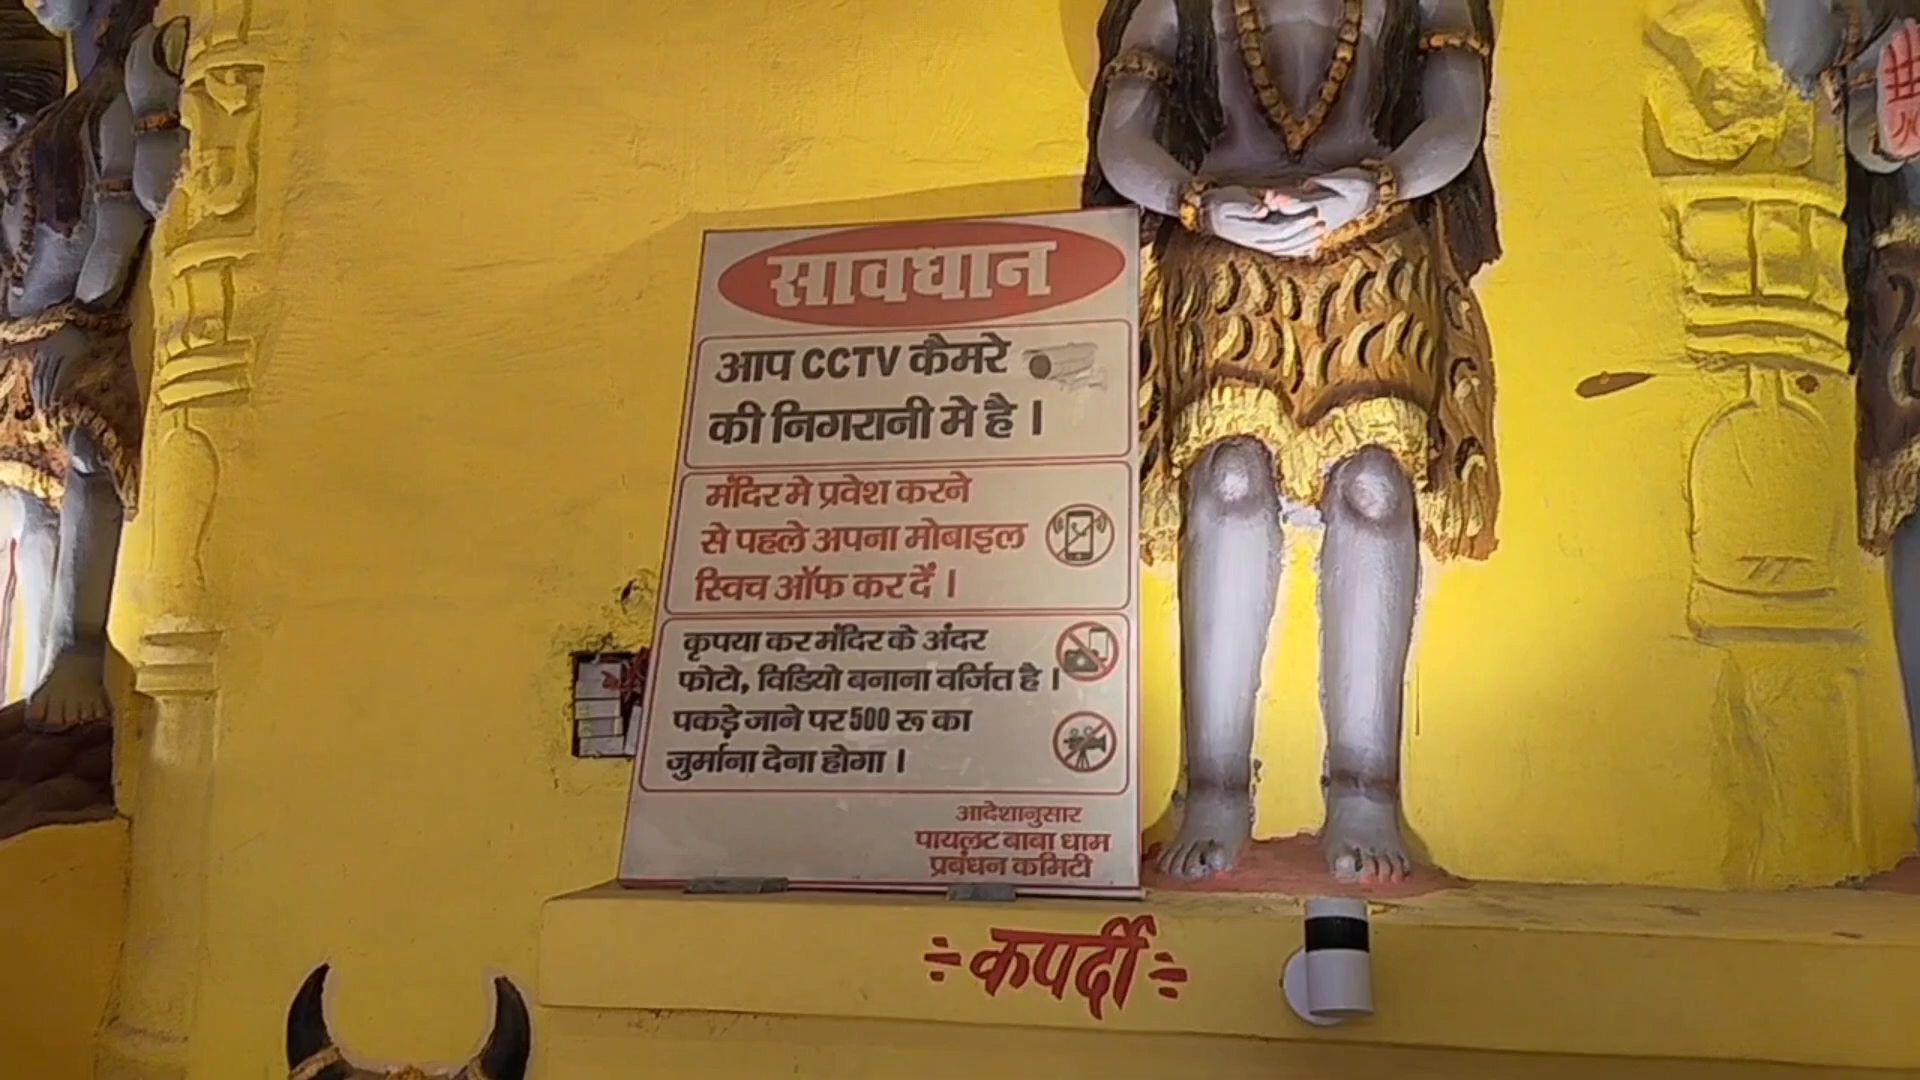 सावधान
आप CCTV कैमरे
की निगरानी मे है।
मंदिर मे प्रवेश करने
से पहले अपना मोबाइल
स्विच ऑफ कर दें।
कृपया कर मंदिर के अंदर
फोटो, विडियो बनाना वर्जित है।
पकड़े जाने पर 500 रू का
जुर्माना देना होगा।
आदेशानुसार
पायलट बाबा धाम
प्रबंधन कमिटी
कपर्दी